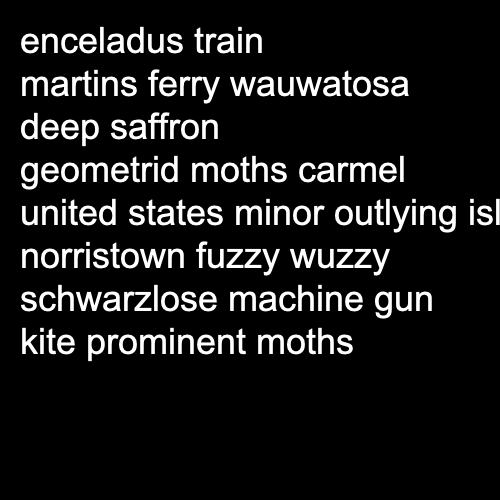 enceladus train
martins ferry wauwatosa
deep saffron
geometrid moths carmel
united states minor outlying
norristown fuzzy wuzzy
schwarzlose machine gun
kite prominent moths